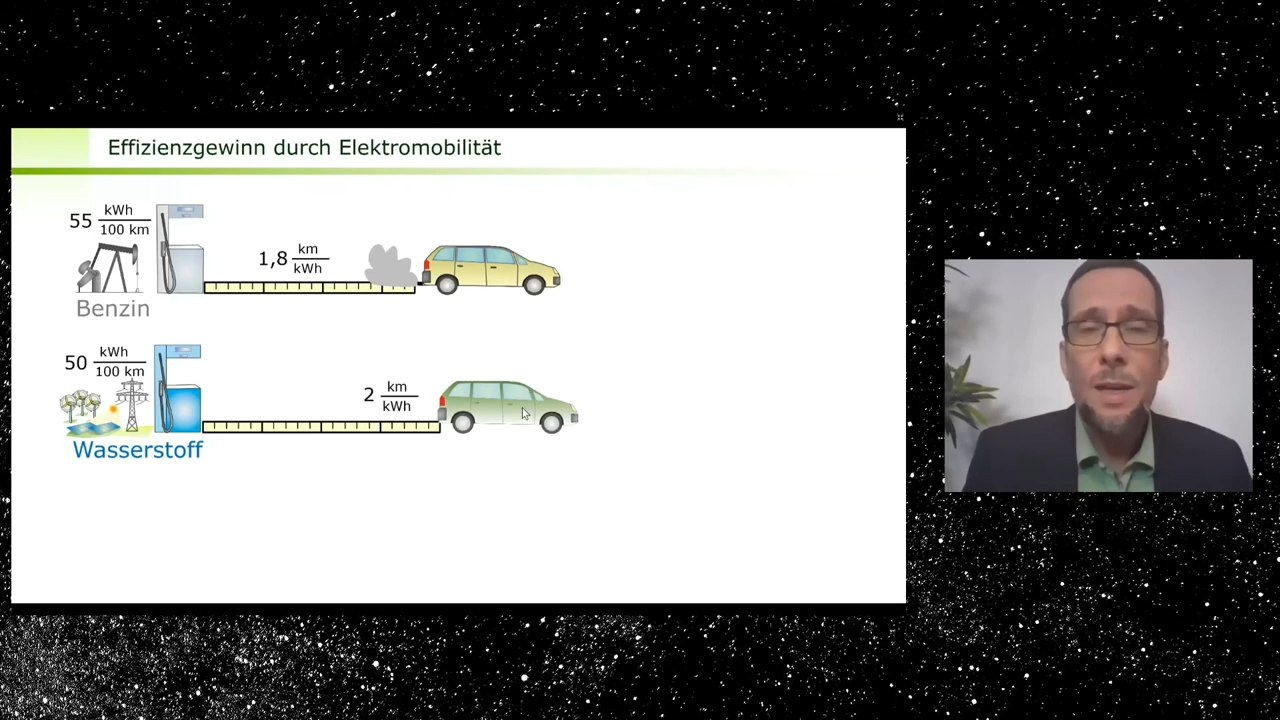 Effizienzgewinn durch Elektromobilität
55 kWh
100 km
1,8 km
kWh
Benzin
50 kWh
100 km
2 km
kWh
Wasserstoff